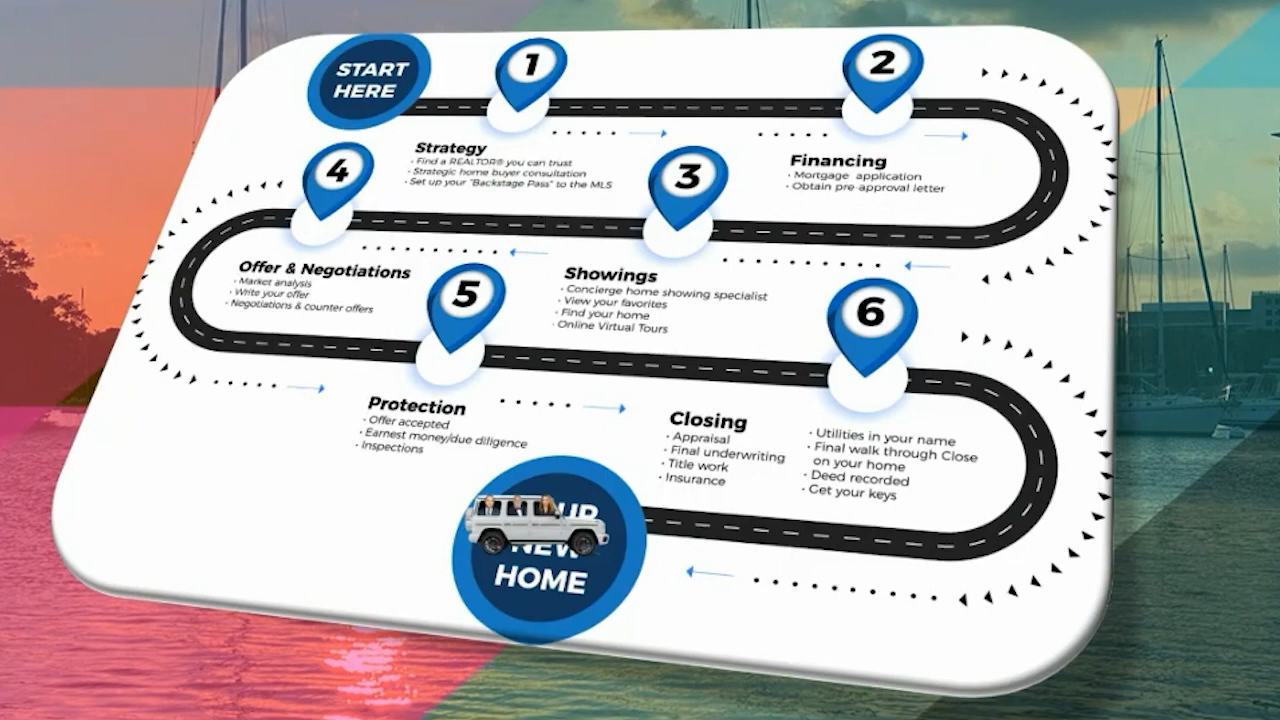 START
HERE
1
2
Strategy
· Find a REALTOR® you can trust
· Strategic home buyer consultation
· Set up your "Backstage Pass" to the MLS
Financing
· Mortgage application
· Obtain pre-approval letter
3
4
Showings
· Concierge home showing specialist
· View your favorites
· Find your home
· Online Virtual Tours
Offer & Negotiations
· Market analysis
· Write your offer
· Negotiations & counter offers
5
6
Protection
· Offer accepted
· Earnest money/due diligence
· Inspections
Closing
· Appraisal
· Final underwriting
· Title work
· Insurance
· Utilities in your name
· Final walk through Close
on your home
· Deed recorded
· Get your keys
NEW
HOME